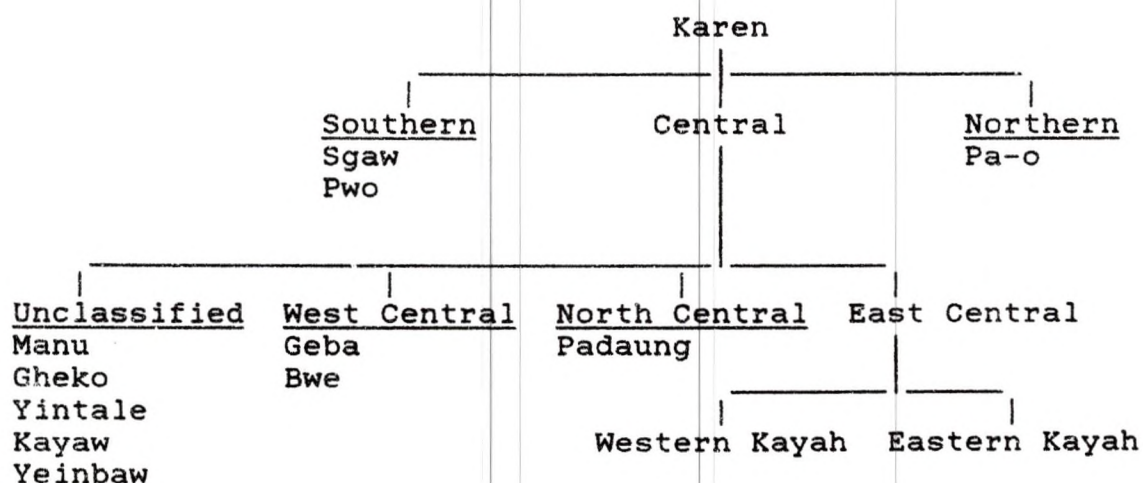 Karen
Southern Central Northern
Sgaw Pa-o
Pwo
Unclassified West Central North Central East Central
Manu Geba Padaung
Gheko Bwe
Yintale
Kayaw Western Kayah Eastern Kayah
Yeinbaw